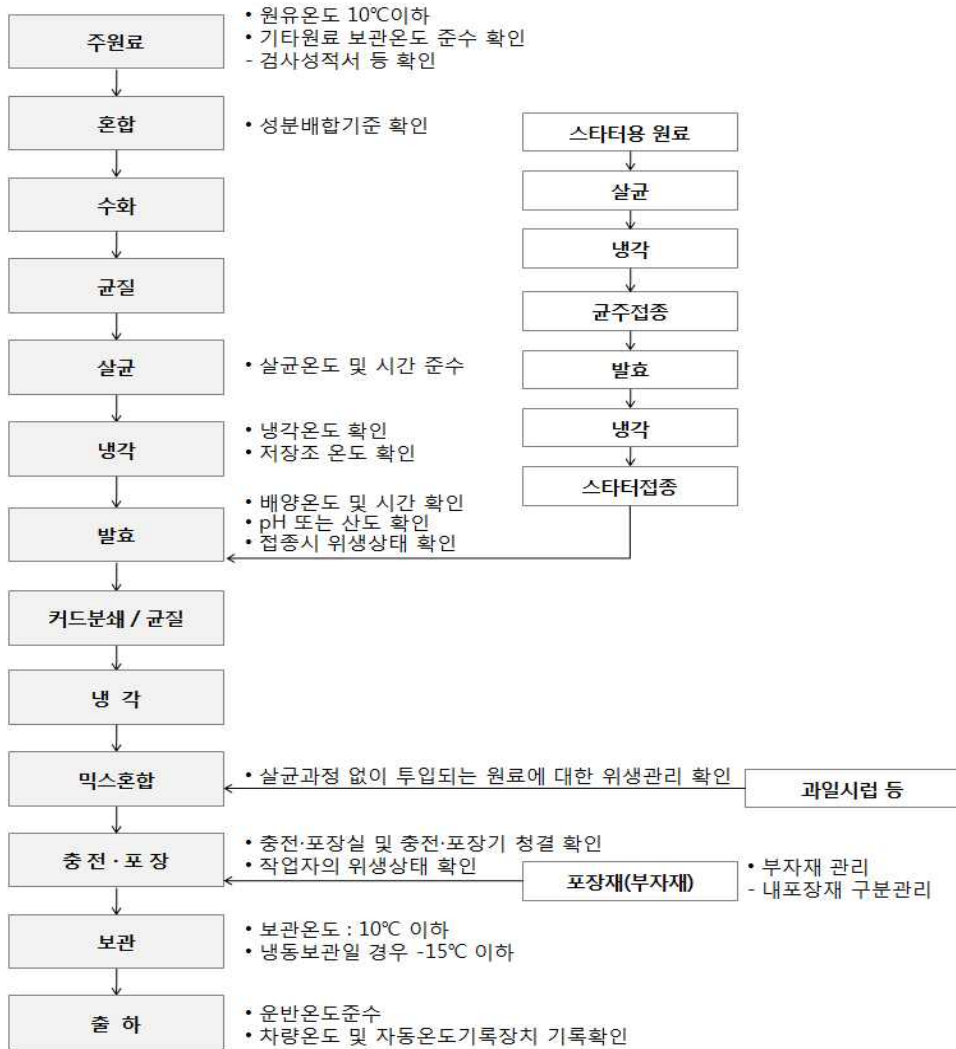 주원료
• 원유온도 10℃이하
• 기타원료 보관온도 준수 확인
- 검사성적서 등 확인
혼합
• 성분배합기준 확인
수화
균질
살균
• 살균온도 및 시간 준수
냉각
• 냉각온도 확인
• 저장조 온도 확인
발효
• 배양온도 및 시간 확인
• pH 또는 산도 확인
• 접종시 위생상태 확인
스타터용 원료
살균
냉각
균주접종
발효
냉각
스타터접종
커드분쇄 / 균질
냉 각
믹스혼합
• 살균과정 없이 투입되는 원료에 대한 위생관리 확인
과일시럽 등
충 전 · 포 장
• 충전·포장실 및 충전·포장기 청결 확인
• 작업자의 위생상태 확인
포장재(부자재)
• 부자재 관리
- 내포장재 구분관리
보관
• 보관온도 : 10℃ 이하
• 냉동보관일 경우 -15℃ 이하
출 하
• 운반온도준수
• 차량온도 및 자동온도기록장치 기록확인